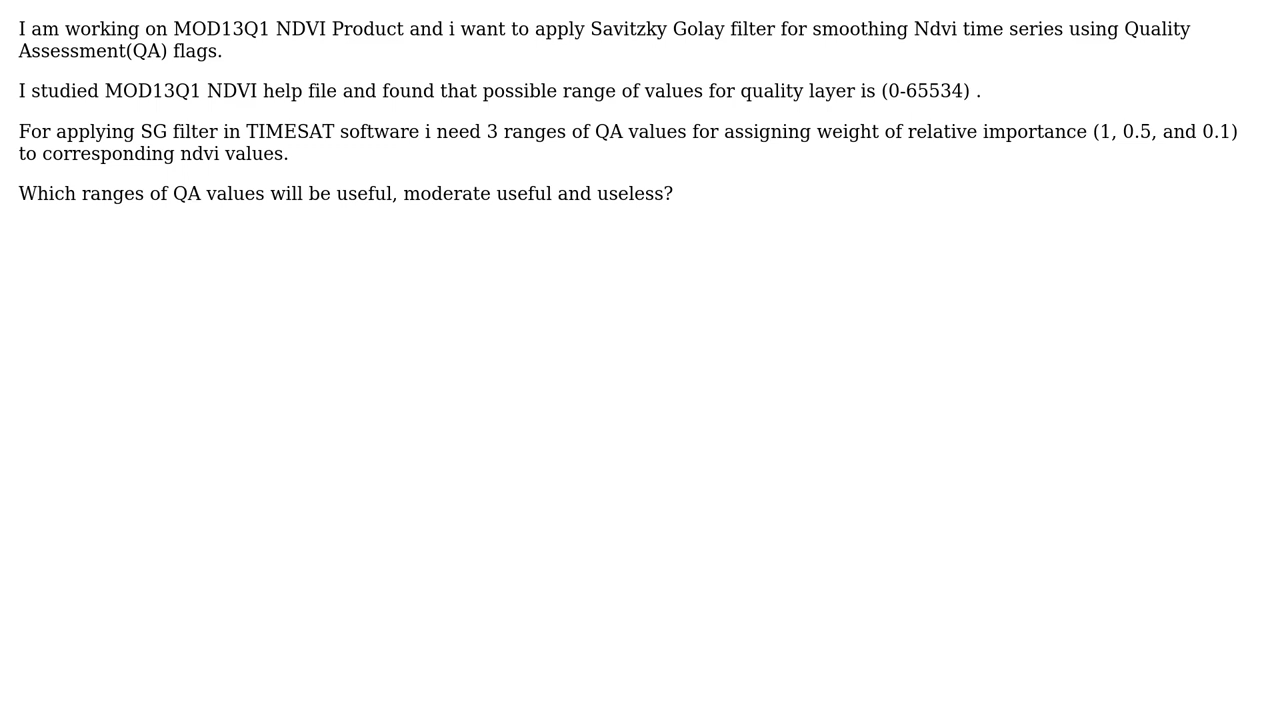 I am working on MOD13Q1 NDVI Product and i want to apply Savitzky Golay filter for smoothing Ndvi time series using Quality
Assessment(QA) flags.
I studied MOD13Q1 NDVI help file and found that possible range of values for quality layer is (0-65534) .
For applying SG filter in TIMESAT software i need 3 ranges of QA values for assigning weight of relative importance (1, 0.5, and 0.1)
to corresponding ndvi values.
Which ranges of QA values will be useful, moderate useful and useless?